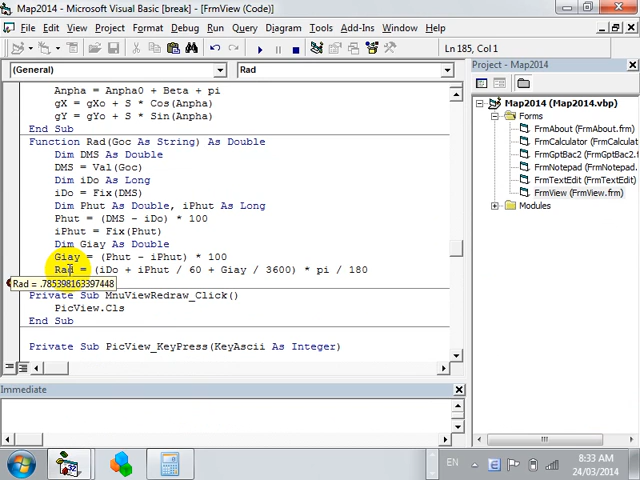 Map2014 - Microsoft Visual Basic [break] - [FrmView (Code)]
File Edit View Project Format Debug Run Query Diagram Tools Add-Ins Window Help
Ln 185, Col 1
(General) Rad
Anpha = Anpha0 + Beta + pi
gX = gXo + S * Cos(Anpha)
gY = gYo + S * Sin(Anpha)
End Sub
Function Rad(Goc As String) As Double
Dim DMS As Double
DMS = Val(Goc)
Dim iDo As Long
iDo = Fix(DMS)
Dim Phut As Double, iPhut As Long
Phut = (DMS - iDo) * 100
iPhut = Fix(Phut)
Dim Giay As Double
Giay = (Phut - iPhut) * 100
Rad = (iDo + iPhut / 60 + Giay / 3600) * pi / 180
Rad = .785398163397448
Private Sub MnuViewRedraw_Click()
PicView.Cls
End Sub
Private Sub PicView_KeyPress(KeyAscii As Integer)
Immediate
Project - Map2014
Map2014 (Map2014.vbp)
Forms
FrmAbout (FrmAbout.frm)
FrmCalculator (FrmCalculat
FrmGptBac2 (FrmGptBac2.fr
FrmNotepad (FrmNotepad.
FrmTextEdit (FrmTextEdit.
FrmView (FrmView.frm)
Modules
EN
8:33 AM
24/03/2014